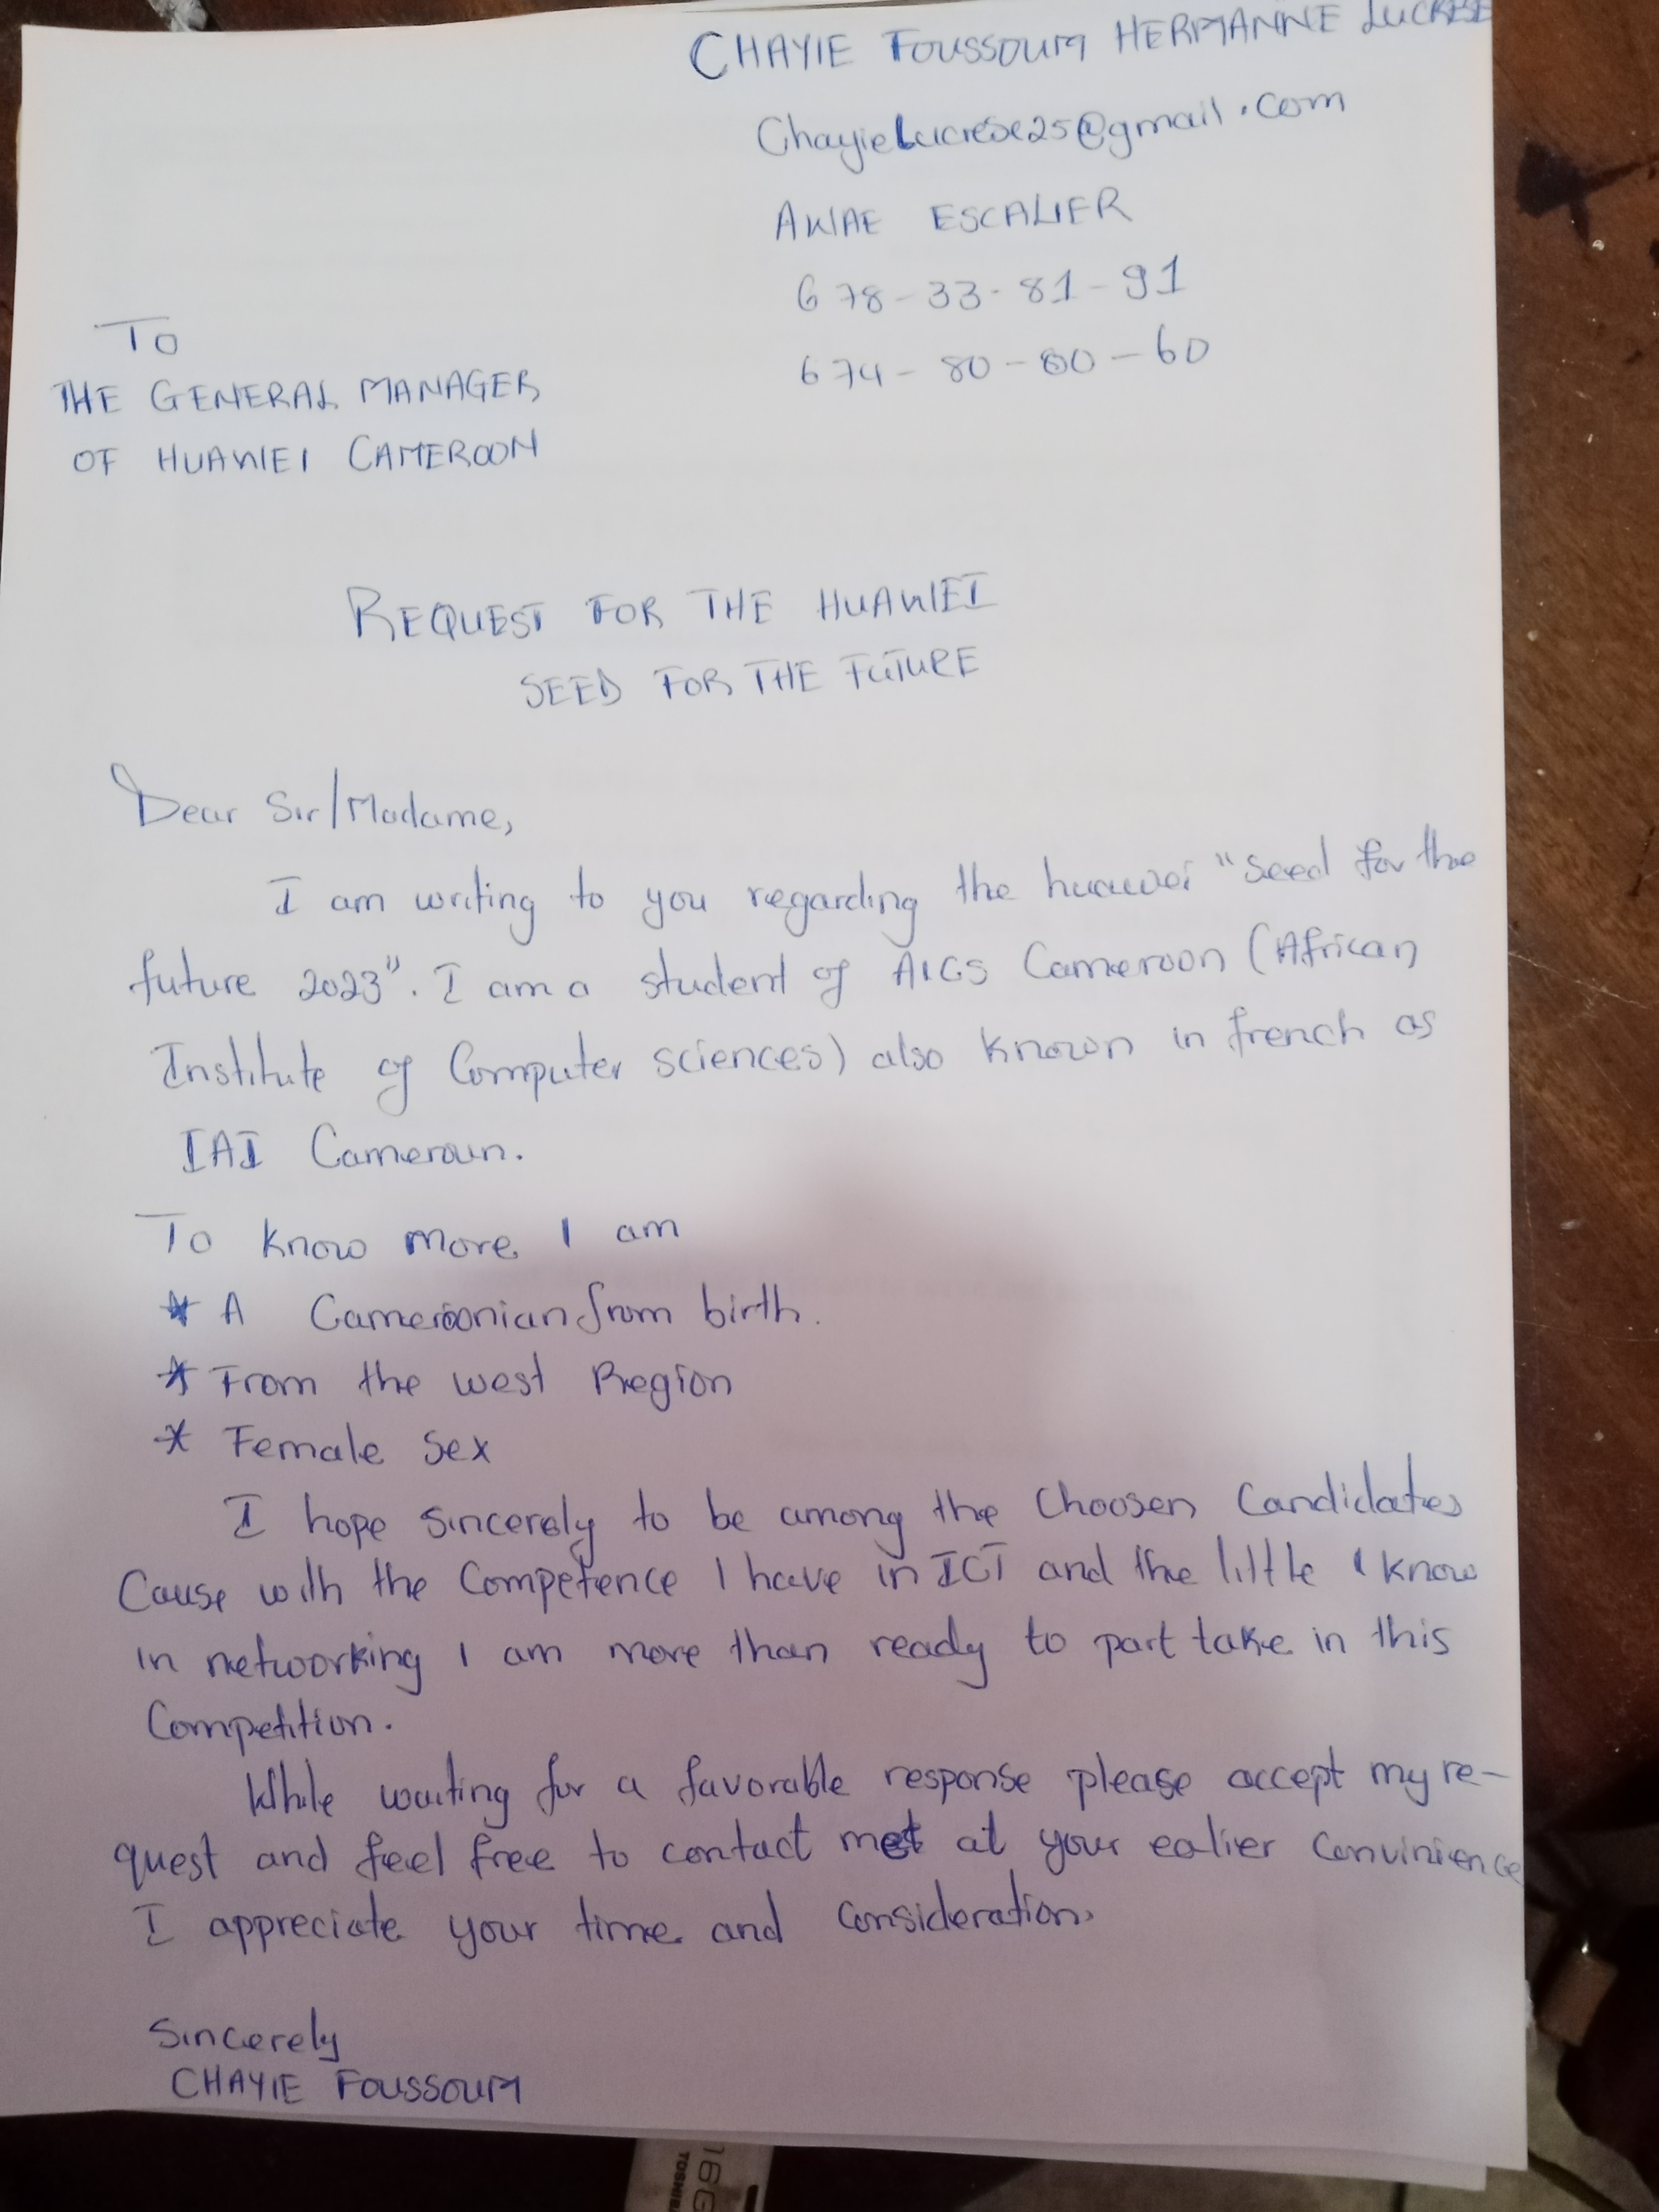 CHAYIE FOUSSOUM HERMANNE LUCRESE
ChayieLucrese25@gmail.com
AWAE ESCALIER
678-33-81-91
674-80-60-60
To
THE GENERAL MANAGER
OF HUAWEI CAMEROON
REQUEST FOR THE HUAWEI
SEED FOR THE FUTURE
Dear Sir/Madame,
I am writing to you regarding the huawei "seed for the
future 2023". I am a student of AICS Cameroon (African
Institute of Computer sciences) also known in french as
IAI Cameroun.
To know more I am
* A Cameroonian from birth.
* From the west Region
* Female sex
I hope sincerely to be among the choosen candidates
Cause with the competence I have in ICT and the little I know
in networking I am more than ready to part take in this
Competition.
While waiting for a favorable response please accept my re-
quest and feel free to contact me at your ealier convinience
I appreciate your time and consideration.
Sincerely
CHAYIE FOUSSOUM
16G
TOSHIBA